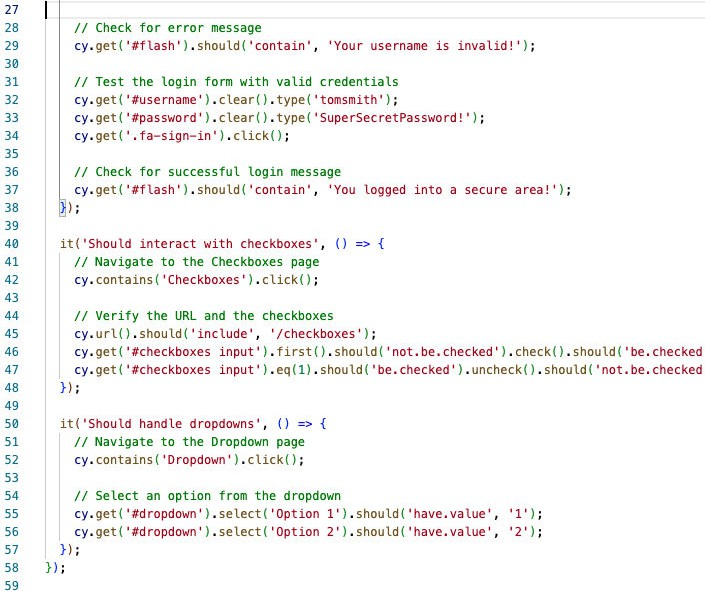 27
28 // Check for error message
29 cy.get('#flash').should('contain', 'Your username is invalid!');
30
31 // Test the login form with valid credentials
32 cy.get('#username').clear().type('tomsmith');
33 cy.get('#password').clear().type('SuperSecretPassword!');
34 cy.get('.fa-sign-in').click();
35
36 // Check for successful login message
37 cy.get('#flash').should('contain', 'You logged into a secure area!');
38 });
39
40 it('Should interact with checkboxes', () => {
41 // Navigate to the Checkboxes page
42 cy.contains('Checkboxes').click();
43
44 // Verify the URL and the checkboxes
45 cy.url().should('include', '/checkboxes');
46 cy.get('#checkboxes input').first().should('not.be.checked').check().should('be.checked
47 cy.get('#checkboxes input').eq(1).should('be.checked').uncheck().should('not.be.checked
48 });
49
50 it('Should handle dropdowns', () => {
51 // Navigate to the Dropdown page
52 cy.contains('Dropdown').click();
53
54 // Select an option from the dropdown
55 cy.get('#dropdown').select('Option 1').should('have.value', '1');
56 cy.get('#dropdown').select('Option 2').should('have.value', '2');
57 });
58 });
59